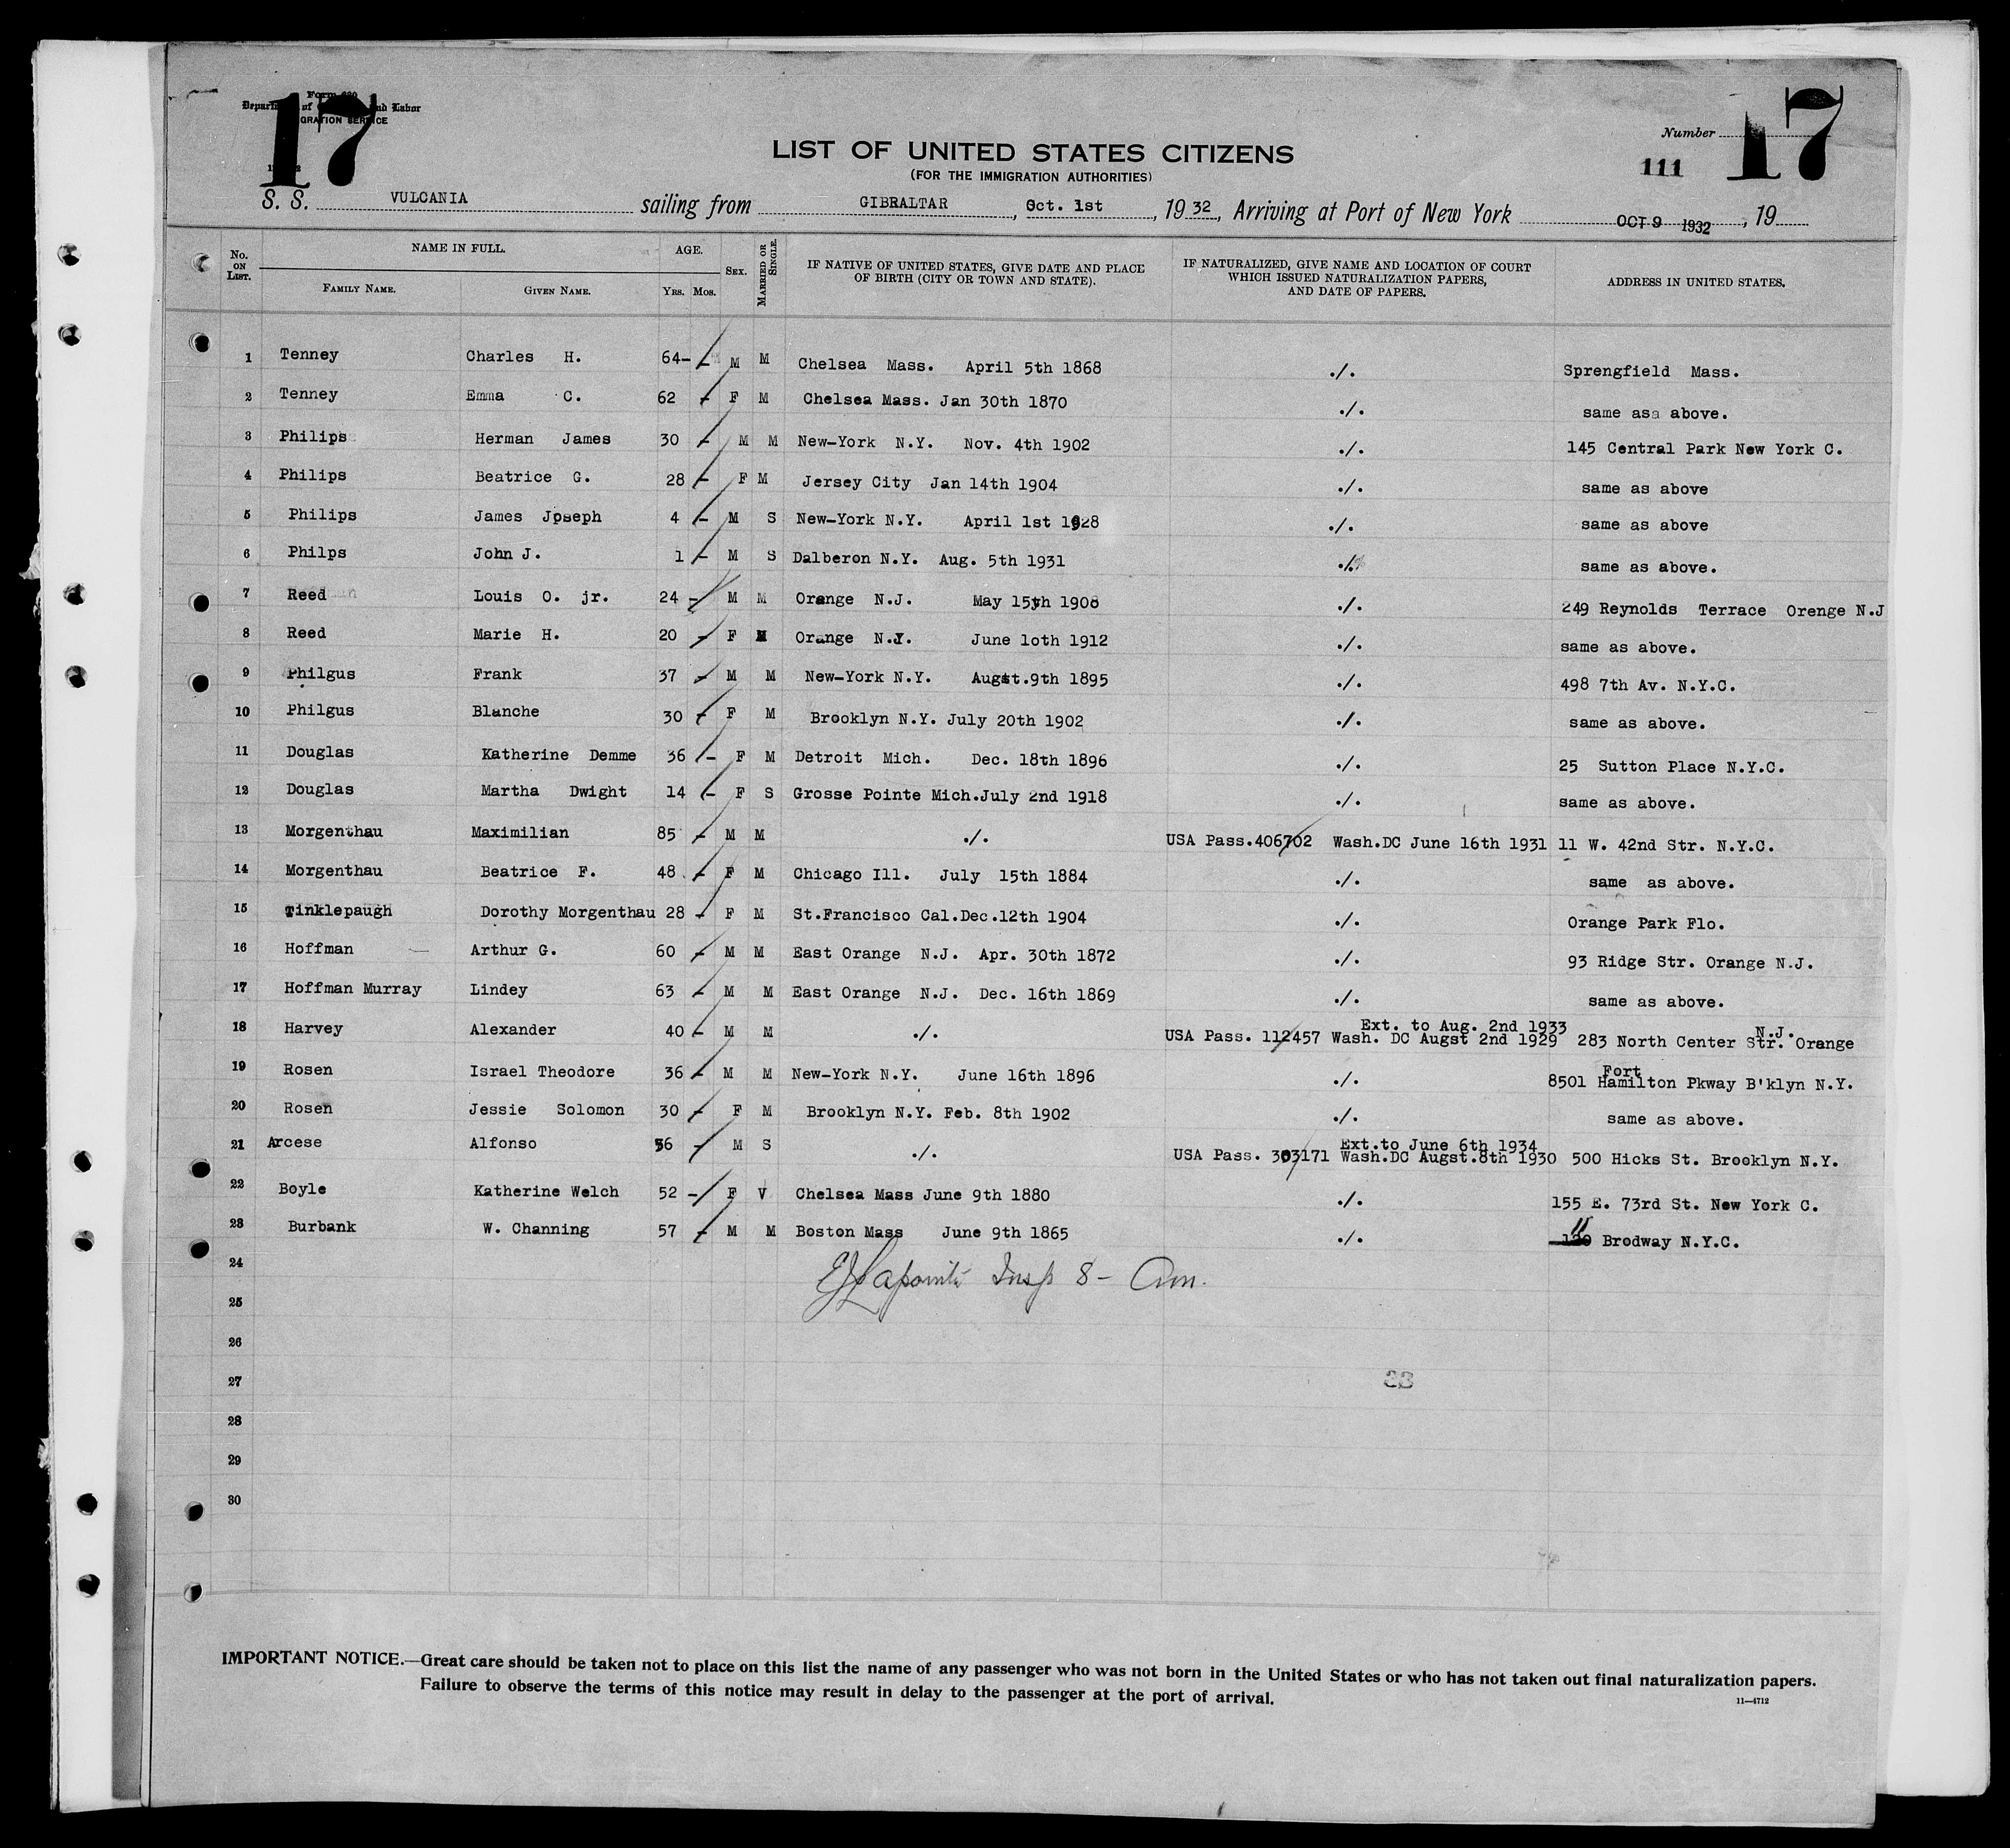 17
17
Form 630
Department of Commerce and Labor
IMMIGRATION SERVICE
Number
111
LIST OF UNITED STATES CITIZENS
(FOR THE IMMIGRATION AUTHORITIES)
S. S. VULCANIA sailing from GIBRALTAR, Oct. 1st, 1932, Arriving at Port of New York OCT 9 1932, 19
No. ON LIST. NAME IN FULL. FAMILY NAME. GIVEN NAME. AGE. YRS. MOS. SEX. MARRIED OR SINGLE. IF NATIVE OF UNITED STATES, GIVE DATE AND PLACE OF BIRTH (CITY OR TOWN AND STATE). IF NATURALIZED, GIVE NAME AND LOCATION OF COURT WHICH ISSUED NATURALIZATION PAPERS, AND DATE OF PAPERS. ADDRESS IN UNITED STATES.
1 Tenney Charles H. 64 - M M Chelsea Mass. April 5th 1868 ./. Sprengfield Mass.
2 Tenney Emma C. 62 - F M Chelsea Mass. Jan 30th 1870 ./. same asa above.
3 Philips Herman James 30 - M M New-York N.Y. Nov. 4th 1902 ./. 145 Central Park New York C.
4 Philips Beatrice G. 28 - F M Jersey City Jan 14th 1904 ./. same as above
5 Philips James Jpseph 4 - M S New-York N.Y. April 1st 1928 ./. same as above
6 Philps John J. 1 - M S Dalberon N.Y. Aug. 5th 1931 ./. same as above.
7 Reed Louis O. jr. 24 - M M Orange N.J. May 15th 1908 ./. 249 Reynolds Terrace Orenge N.J
8 Reed Marie H. 20 - F M Orange N.J. June 1oth 1912 ./. same as above.
9 Philgus Frank 37 - M M New-York N.Y. Augst.9th 1895 ./. 498 7th Av. N.Y.C.
10 Philgus Blanche 30 - F M Brooklyn N.Y. July 20th 1902 ./. same as above.
11 Douglas Katherine Demme 36 - F M Detroit Mich. Dec. 18th 1896 ./. 25 Sutton Place N.Y.C.
12 Douglas Martha Dwight 14 - F S Grosse Pointe Mich.July 2nd 1918 ./. same as above.
13 Morgenthau Maximilian 85 - M M ./. USA Pass.406702 Wash.DC June 16th 1931 11 W. 42nd Str. N.Y.C.
14 Morgenthau Beatrice F. 48 - F M Chicago Ill. July 15th 1884 ./. same as above.
15 Tinklepaugh Dorothy Morgenthau 28 - F M St.Francisco Cal.Dec.12th 1904 ./. Orange Park Flo.
16 Hoffman Arthur G. 60 - M M East Orange N.J. Apr. 30th 1872 ./. 93 Ridge Str. Orange N.J.
17 Hoffman Murray Lindey 63 - M M East Orange N.J. Dec. 16th 1869 ./. same as above.
Ext. to Aug. 2nd 1933 N.J.
18 Harvey Alexander 40 - M M ./. USA Pass. 112457 Wash. DC Augst 2nd 1929 283 North Center Str. Orange
Fort
19 Rosen Israel Theodore 36 - M M New-York N.Y. June 16th 1896 ./. 8501 Hamilton Pkway B'klyn N.Y.
20 Rosen Jessie Solomon 30 - F M Brooklyn N.Y. Feb. 8th 1902 ./. same as above.
Ext.to June 6th 1934
21 Arcese Alfonso 36 - M S ./. USA Pass. 303171 Wash.DC Augst.8th 1930 500 Hicks St. Brooklyn N.Y.
22 Boyle Katherine Welch 52 - F V Chelsea Mass June 9th 1880 ./. 155 E. 73rd St. New York C.
23 Burbank W. Channing 57 - M M Boston Mass June 9th 1865 ./. 11 Brodway N.Y.C.
24 EJLapointe Insp 8- Am.
25
26
27
28
29
30
IMPORTANT NOTICE.—Great care should be taken not to place on this list the name of any passenger who was not born in the United States or who has not taken out final naturalization papers.
Failure to observe the terms of this notice may result in delay to the passenger at the port of arrival.
11—4712